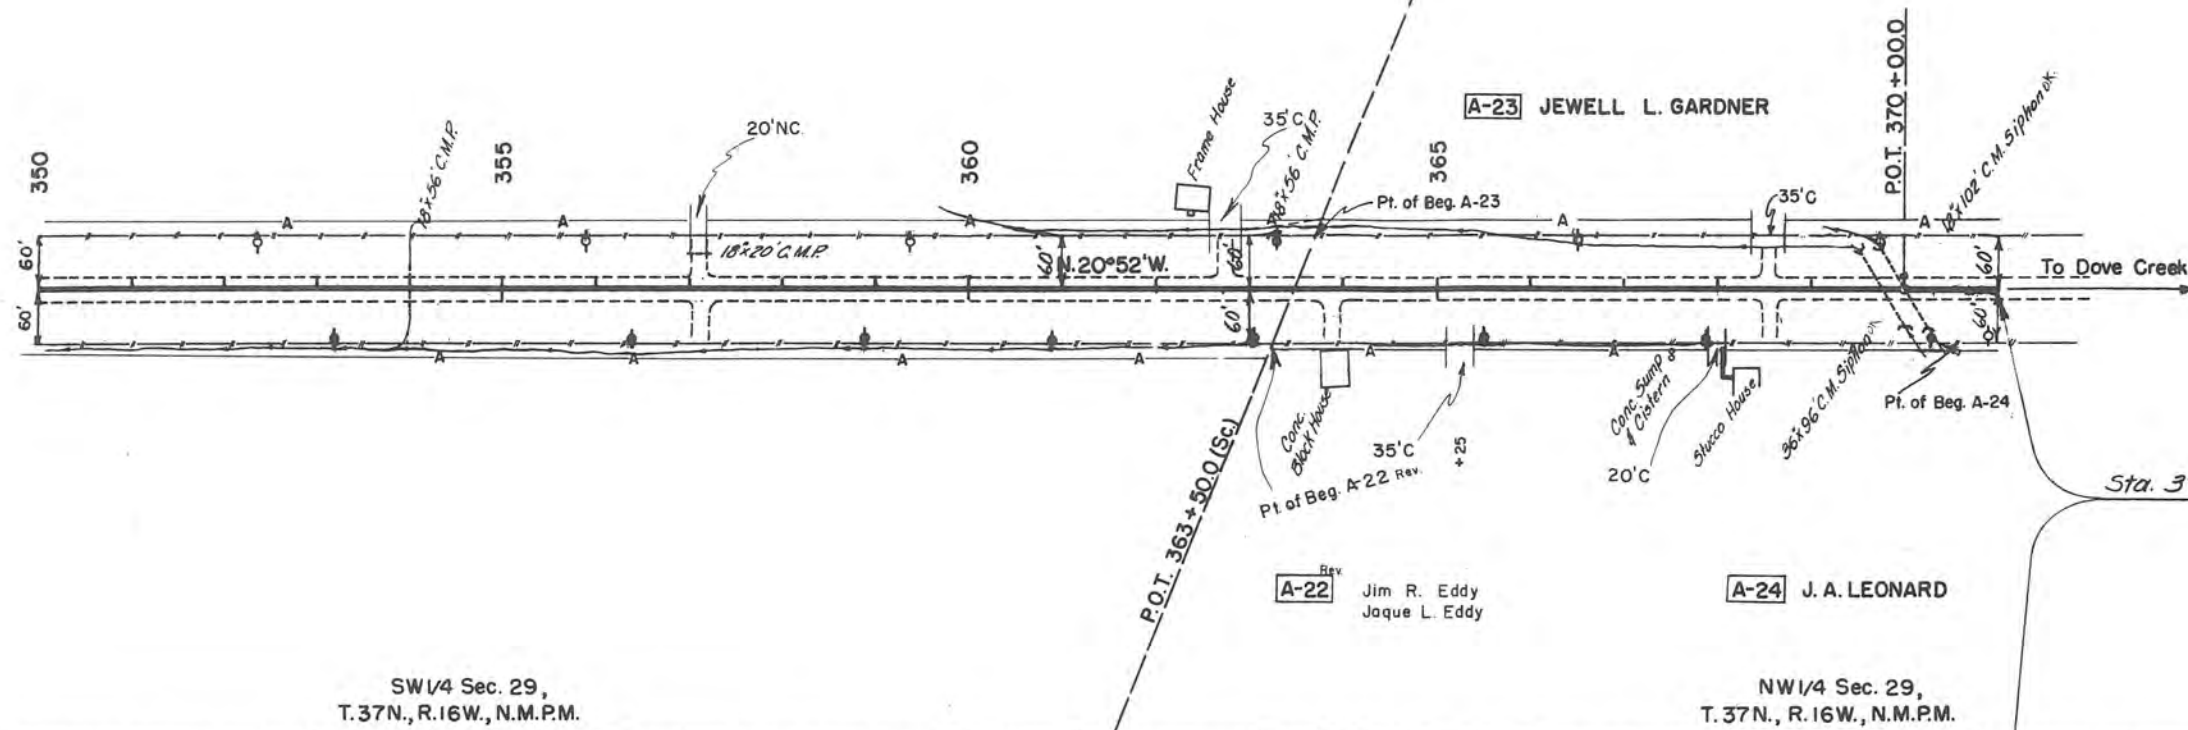 350
355
360
365
P.O.T. 370+00.0
18"x56' C.M.P.
20' NC.
Frame House
35' C.
18"x56' C.M.P.
A-23 JEWELL L. GARDNER
Pt. of Beg. A-23
35'C
18"x102' C.M. Siphon OK.
A
A
A
A
A
A
60'
60'
18"x20' C.M.P.
60'
N. 20°52' W.
60'
60'
60'
60'
To Dove Creek
A
A
A
A
A
Conc. Block House
35'C
+25
Conc. Sump & Cistern
20'C
Stucco House
36"x96' C.M. Siphon OK
Pt. of Beg. A-24
Pt. of Beg. A-22 Rev.
P.O.T. 363+50.0 (Sc.)
Sta. 3
Rev.
A-22 Jim R. Eddy
Jaque L. Eddy
A-24 J. A. LEONARD
SW1/4 Sec. 29,
T.37N., R.16W., N.M.P.M.
NW1/4 Sec. 29,
T.37N., R.16W., N.M.P.M.